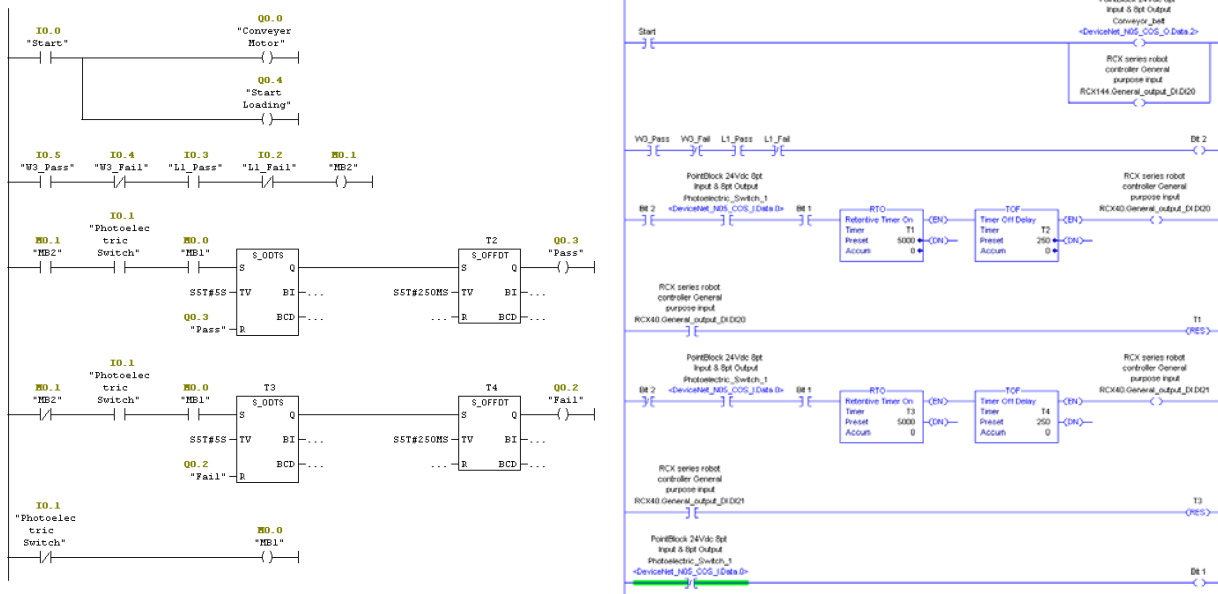 I0.0
"Start"
Q0.0
"Conveyer
Motor"
Q0.4
"Start
Loading"
I0.5
"W3_Pass"
I0.4
"W3_Fail"
I0.3
"L1_Pass"
I0.2
"L1_Fail"
M0.1
"MB2"
M0.1
"MB2"
I0.1
"Photoelec
tric
Switch"
M0.0
"MB1"
S_ODTS
S Q
S5T#5S TV BI ...
BCD ...
Q0.3
"Pass" R
T2
S_OFFDT
S Q
S5T#250MS TV BI ...
... R BCD ...
Q0.3
"Pass"
M0.1
"MB2"
I0.1
"Photoelec
tric
Switch"
M0.0
"MB1"
T3
S_ODTS
S Q
S5T#5S TV BI ...
BCD ...
Q0.2
"Fail" R
T4
S_OFFDT
S Q
S5T#250MS TV BI ...
... R BCD ...
Q0.2
"Fail"
I0.1
"Photoelec
tric
Switch"
M0.0
"MB1"
Start
Input & 8pt Output
Conveyor_belt
<DeviceNet_N05_COS_O.Data.2>
RCX series robot
controller General
purpose input
RCX144.General_output_DI.DI20
W3_Pass W3_Fail L1_Pass L1_Fail
Bit 2
Bit 2
PointBlock 24Vdc 8pt
Input & 8pt Output
Photoelectric_Switch_1
<DeviceNet_N05_COS_I.Data.0>
Bit 1
RTO
Retentive Timer On
Timer T1
Preset 5000
Accum 0
(EN)
(DN)
TOF
Timer Off Delay
Timer T2
Preset 250
Accum 0
(EN)
(DN)
RCX series robot
controller General
purpose input
RCX40.General_output_DI.DI20
RCX series robot
controller General
purpose input
RCX40.General_output_DI.DI20
T1
(RES)
Bit 2
PointBlock 24Vdc 8pt
Input & 8pt Output
Photoelectric_Switch_1
<DeviceNet_N05_COS_I.Data.0>
Bit 1
RTO
Retentive Timer On
Timer T3
Preset 5000
Accum 0
(EN)
(DN)
TOF
Timer Off Delay
Timer T4
Preset 250
Accum 0
(EN)
(DN)
RCX series robot
controller General
purpose input
RCX40.General_output_DI.DI21
RCX series robot
controller General
purpose input
RCX40.General_output_DI.DI21
T3
(RES)
PointBlock 24Vdc 8pt
Input & 8pt Output
Photoelectric_Switch_1
<DeviceNet_N05_COS_I.Data.0>
Bit 1